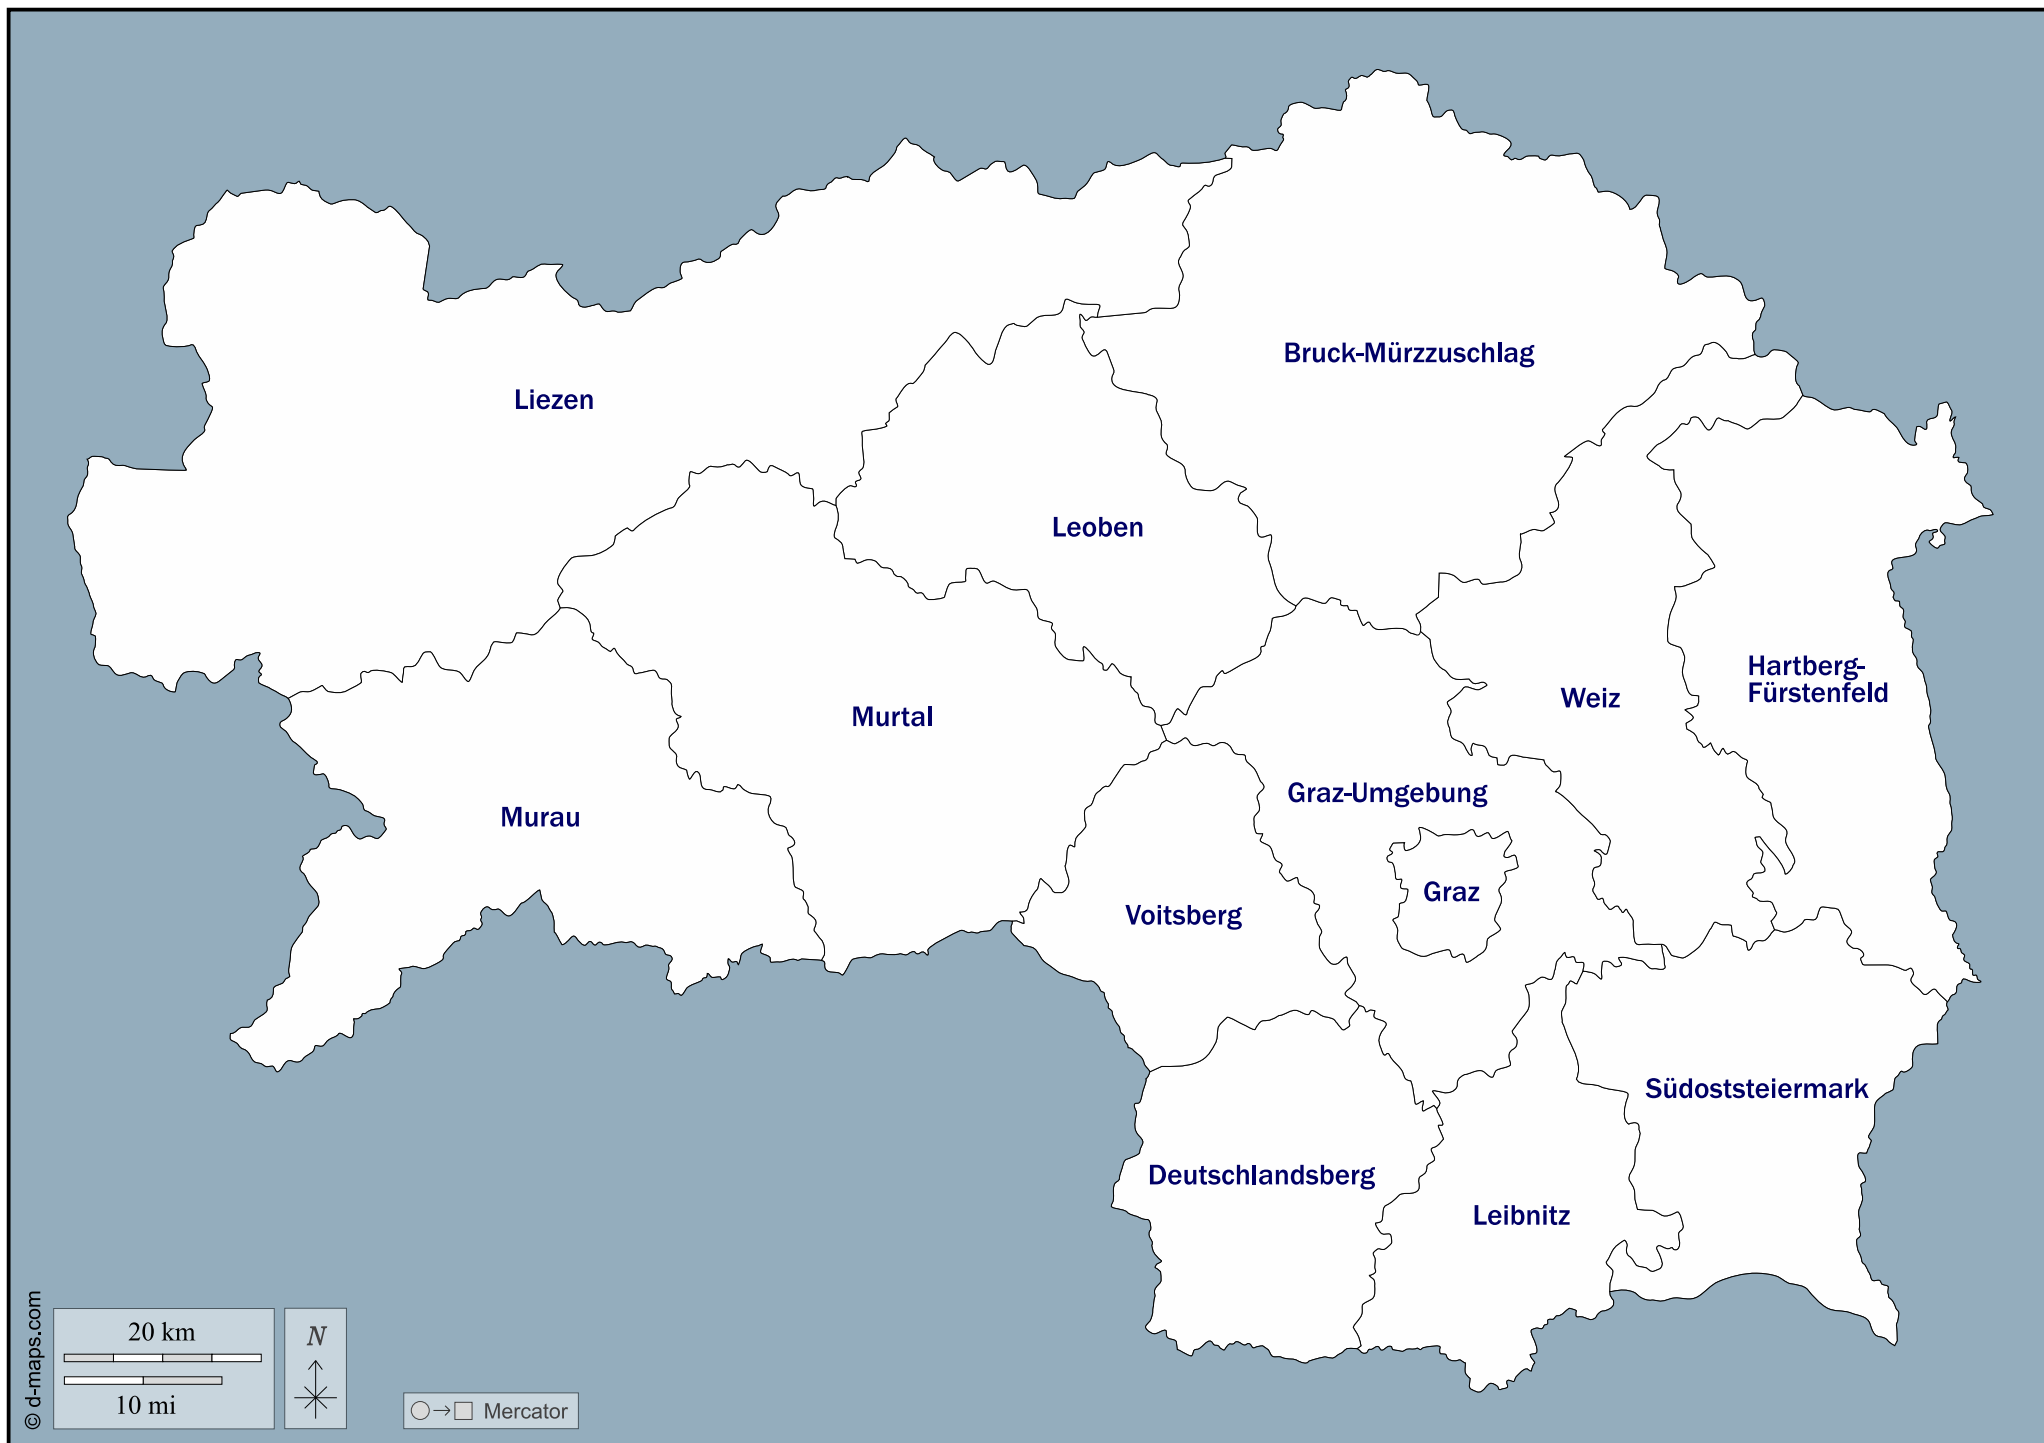 Bruck-Mürzzuschlag
Liezen
Leoben
Hartberg-
Fürstenfeld
Weiz
Murtal
Graz-Umgebung
Murau
Graz
Voitsberg
Südoststeiermark
Deutschlandsberg
Leibnitz
© d-maps.com
20 km
10 mi
N
Mercator